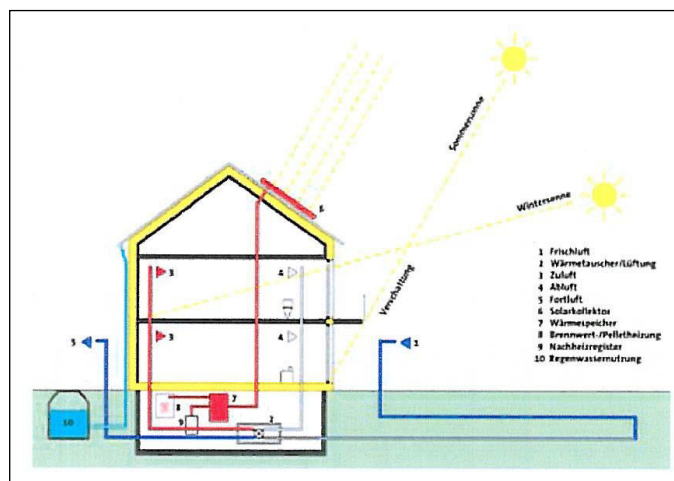 Sommersonne
Wintersonne
6
Verschattung
1 Frischluft
2 Wärmetauscher/Lüftung
3 Zuluft
4 Abluft
5 Fortluft
6 Solarkollektor
7 Wärmespeicher
8 Brennwert-/Pelletheizung
9 Nachheizregister
10 Regenwassernutzung
3
4
3
4
5
1
8
7
9
2
10